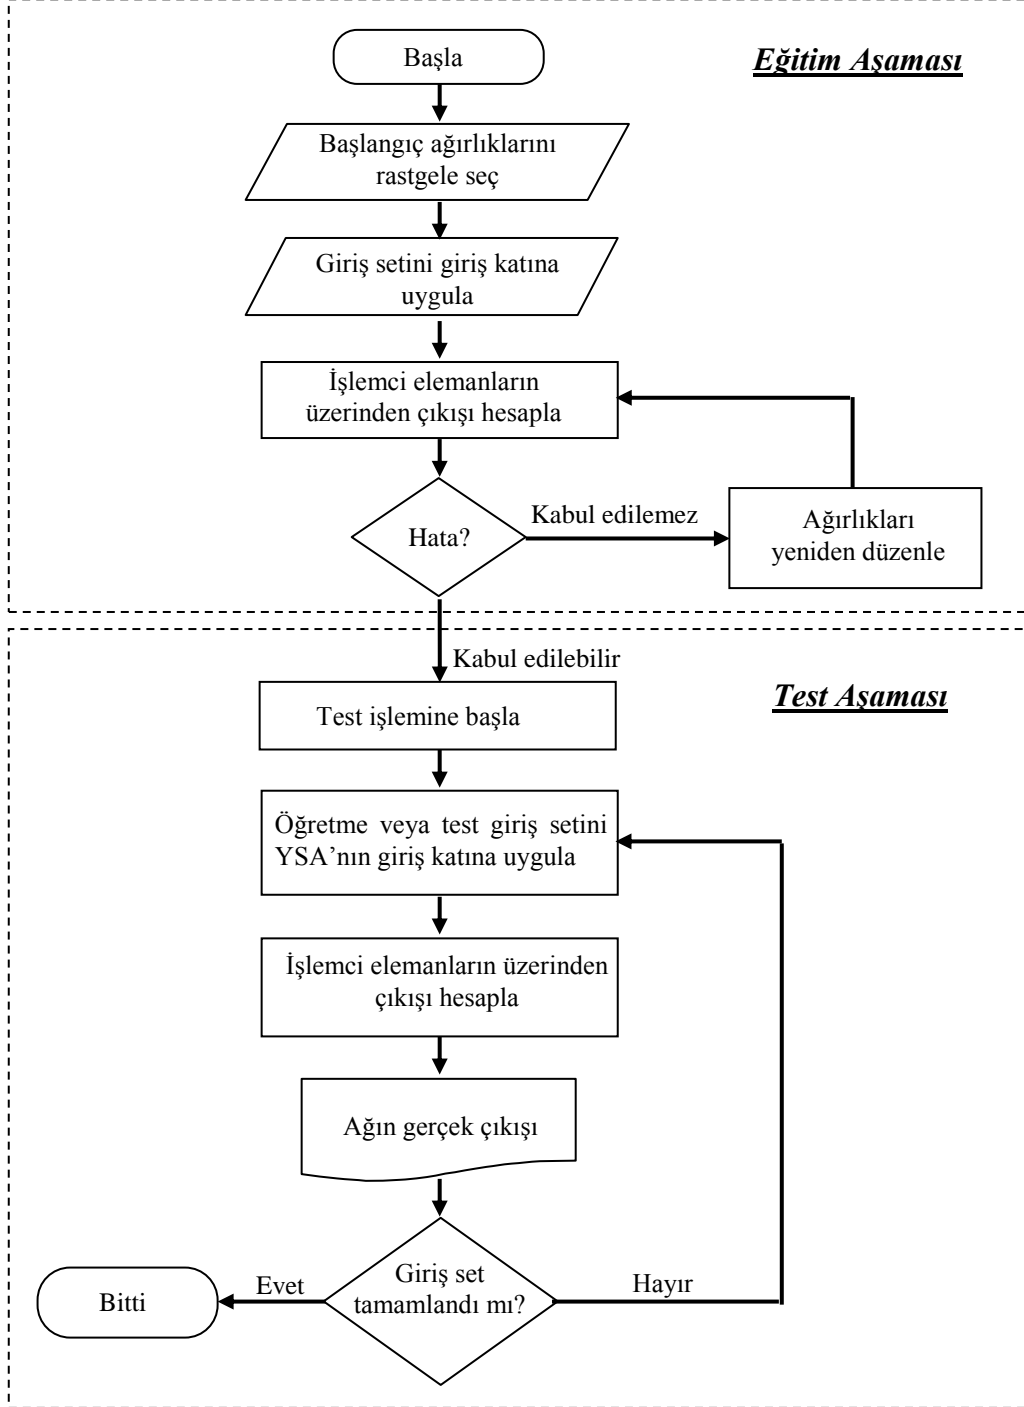 Başla
Eğitim Aşaması
Başlangıç ağırlıklarını
rastgele seç
Giriş setini giriş katına
uygula
İşlemci elemanların
üzerinden çıkışı hesapla
Hata?
Kabul edilemez
Ağırlıkları
yeniden düzenle
Kabul edilebilir
Test Aşaması
Test işlemine başla
Öğretme veya test giriş setini
YSA’nın giriş katına uygula
İşlemci elemanların üzerinden
çıkışı hesapla
Ağın gerçek çıkışı
Giriş set
tamamlandı mı?
Evet
Hayır
Bitti